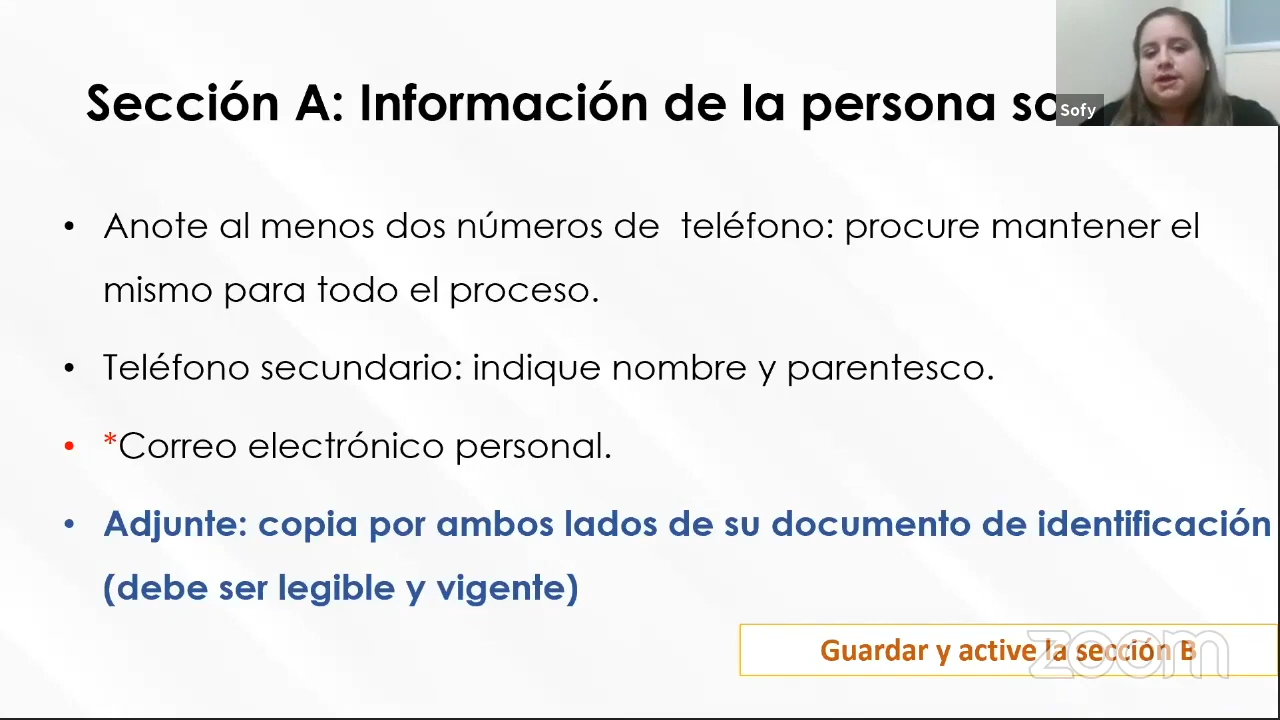 Sección A: Información de la persona
Sofy
• Anote al menos dos números de teléfono: procure mantener el
mismo para todo el proceso.
• Teléfono secundario: indique nombre y parentesco.
• *Correo electrónico personal.
• Adjunte: copia por ambos lados de su documento de identificación
(debe ser legible y vigente)
Guardar y active la sección B
zoom